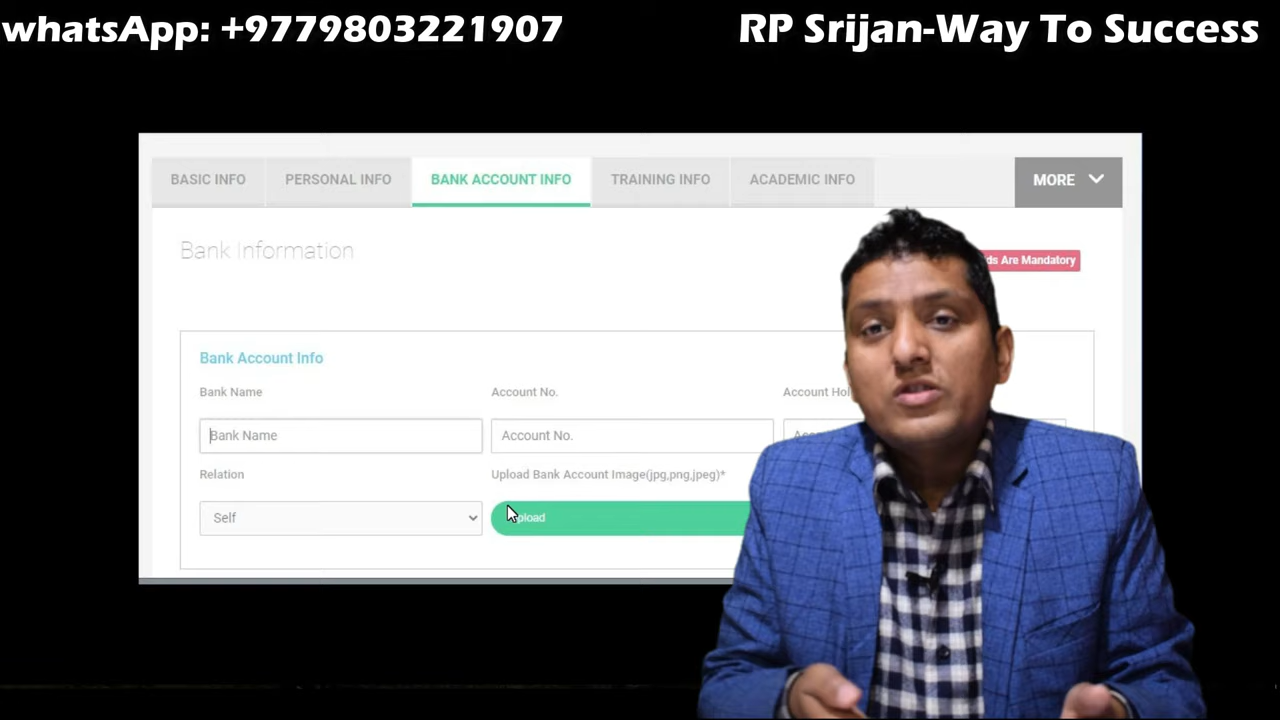 whatsApp: +9779803221907
RP Srijan-Way To Success
BASIC INFO
PERSONAL INFO
BANK ACCOUNT INFO
TRAINING INFO
ACADEMIC INFO
MORE
Bank Information
Are Mandatory
Bank Account Info
Bank Name
Account No.
Account
Bank Name
Account No.
Relation
Upload Bank Account Image(jpg,png,jpeg)*
Self